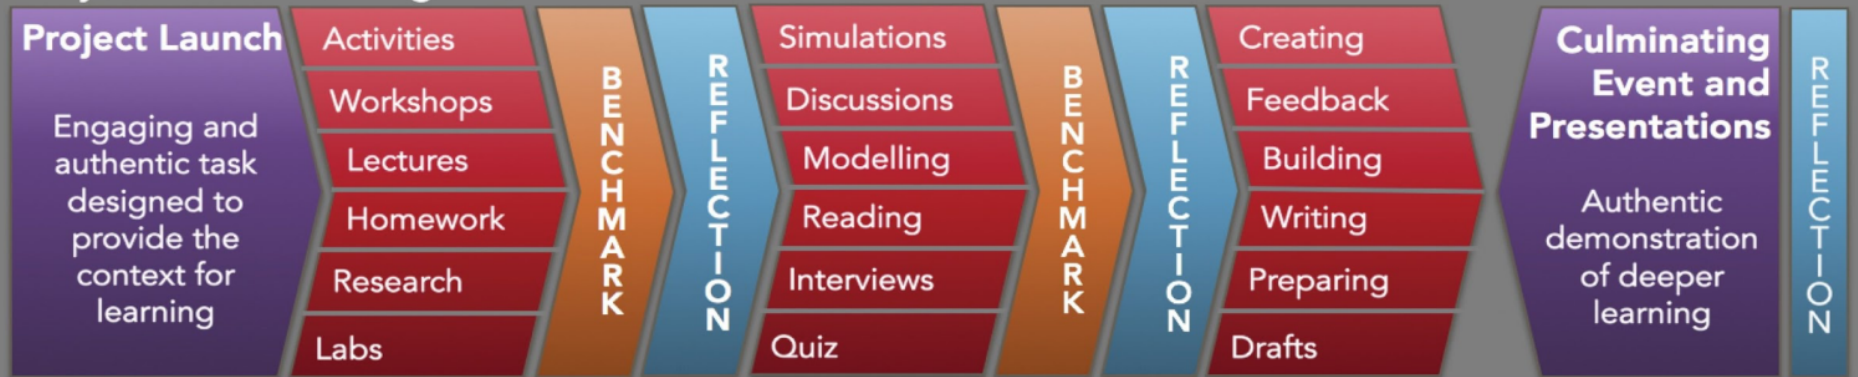 Project Launch
Engaging and
authentic task
designed to
provide the
context for
learning
Activities
Workshops
Lectures
Homework
Research
Labs
BENCHMARK
REFLECTION
Simulations
Discussions
Modelling
Reading
Interviews
Quiz
BENCHMARK
REFLECTION
Creating
Feedback
Building
Writing
Preparing
Drafts
Culminating
Event and
Presentations
Authentic
demonstration
of deeper
learning
REFLECTION